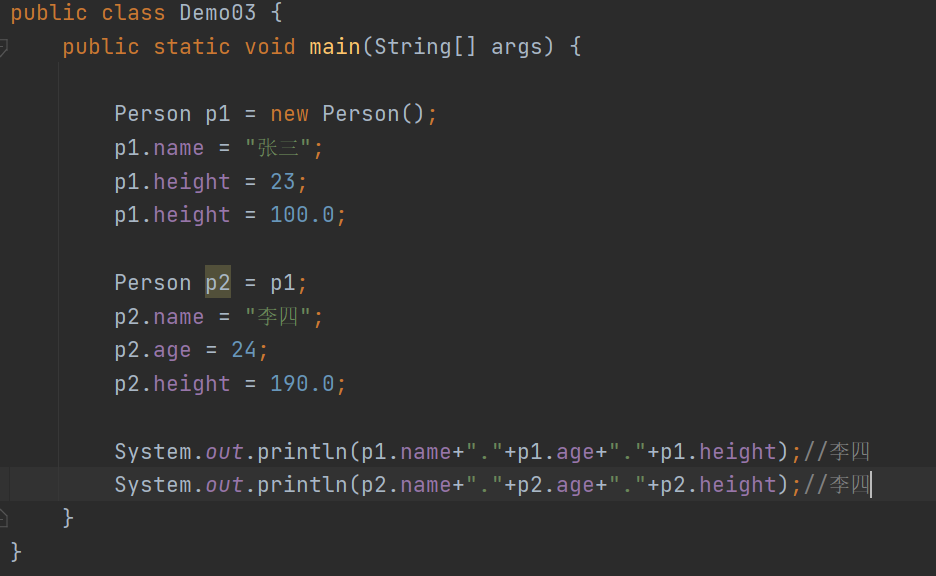 public class Demo03 {
public static void main(String[] args) {
Person p1 = new Person();
p1.name = "张三";
p1.height = 23;
p1.height = 100.0;
Person p2 = p1;
p2.name = "李四";
p2.age = 24;
p2.height = 190.0;
System.out.println(p1.name+"."+p1.age+"."+p1.height);//李四
System.out.println(p2.name+"."+p2.age+"."+p2.height);//李四
}
}